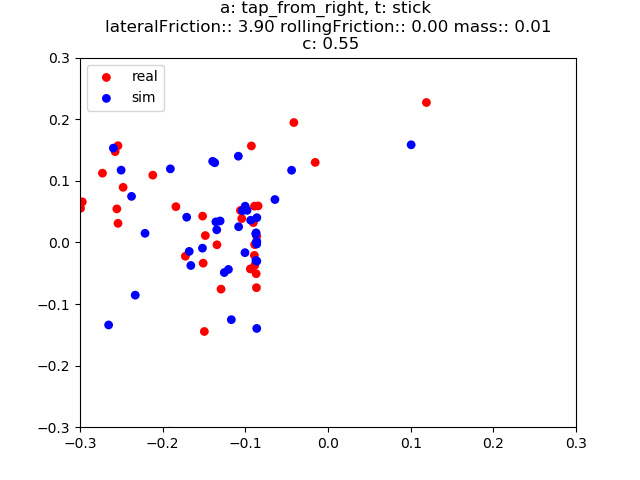 a: tap_from_right, t: stick
lateralFriction:: 3.90 rollingFriction:: 0.00 mass:: 0.01
c: 0.55
real
sim
0.3
0.2
0.1
0.0
−0.1
−0.2
−0.3
−0.3
−0.2
−0.1
0.0
0.1
0.2
0.3